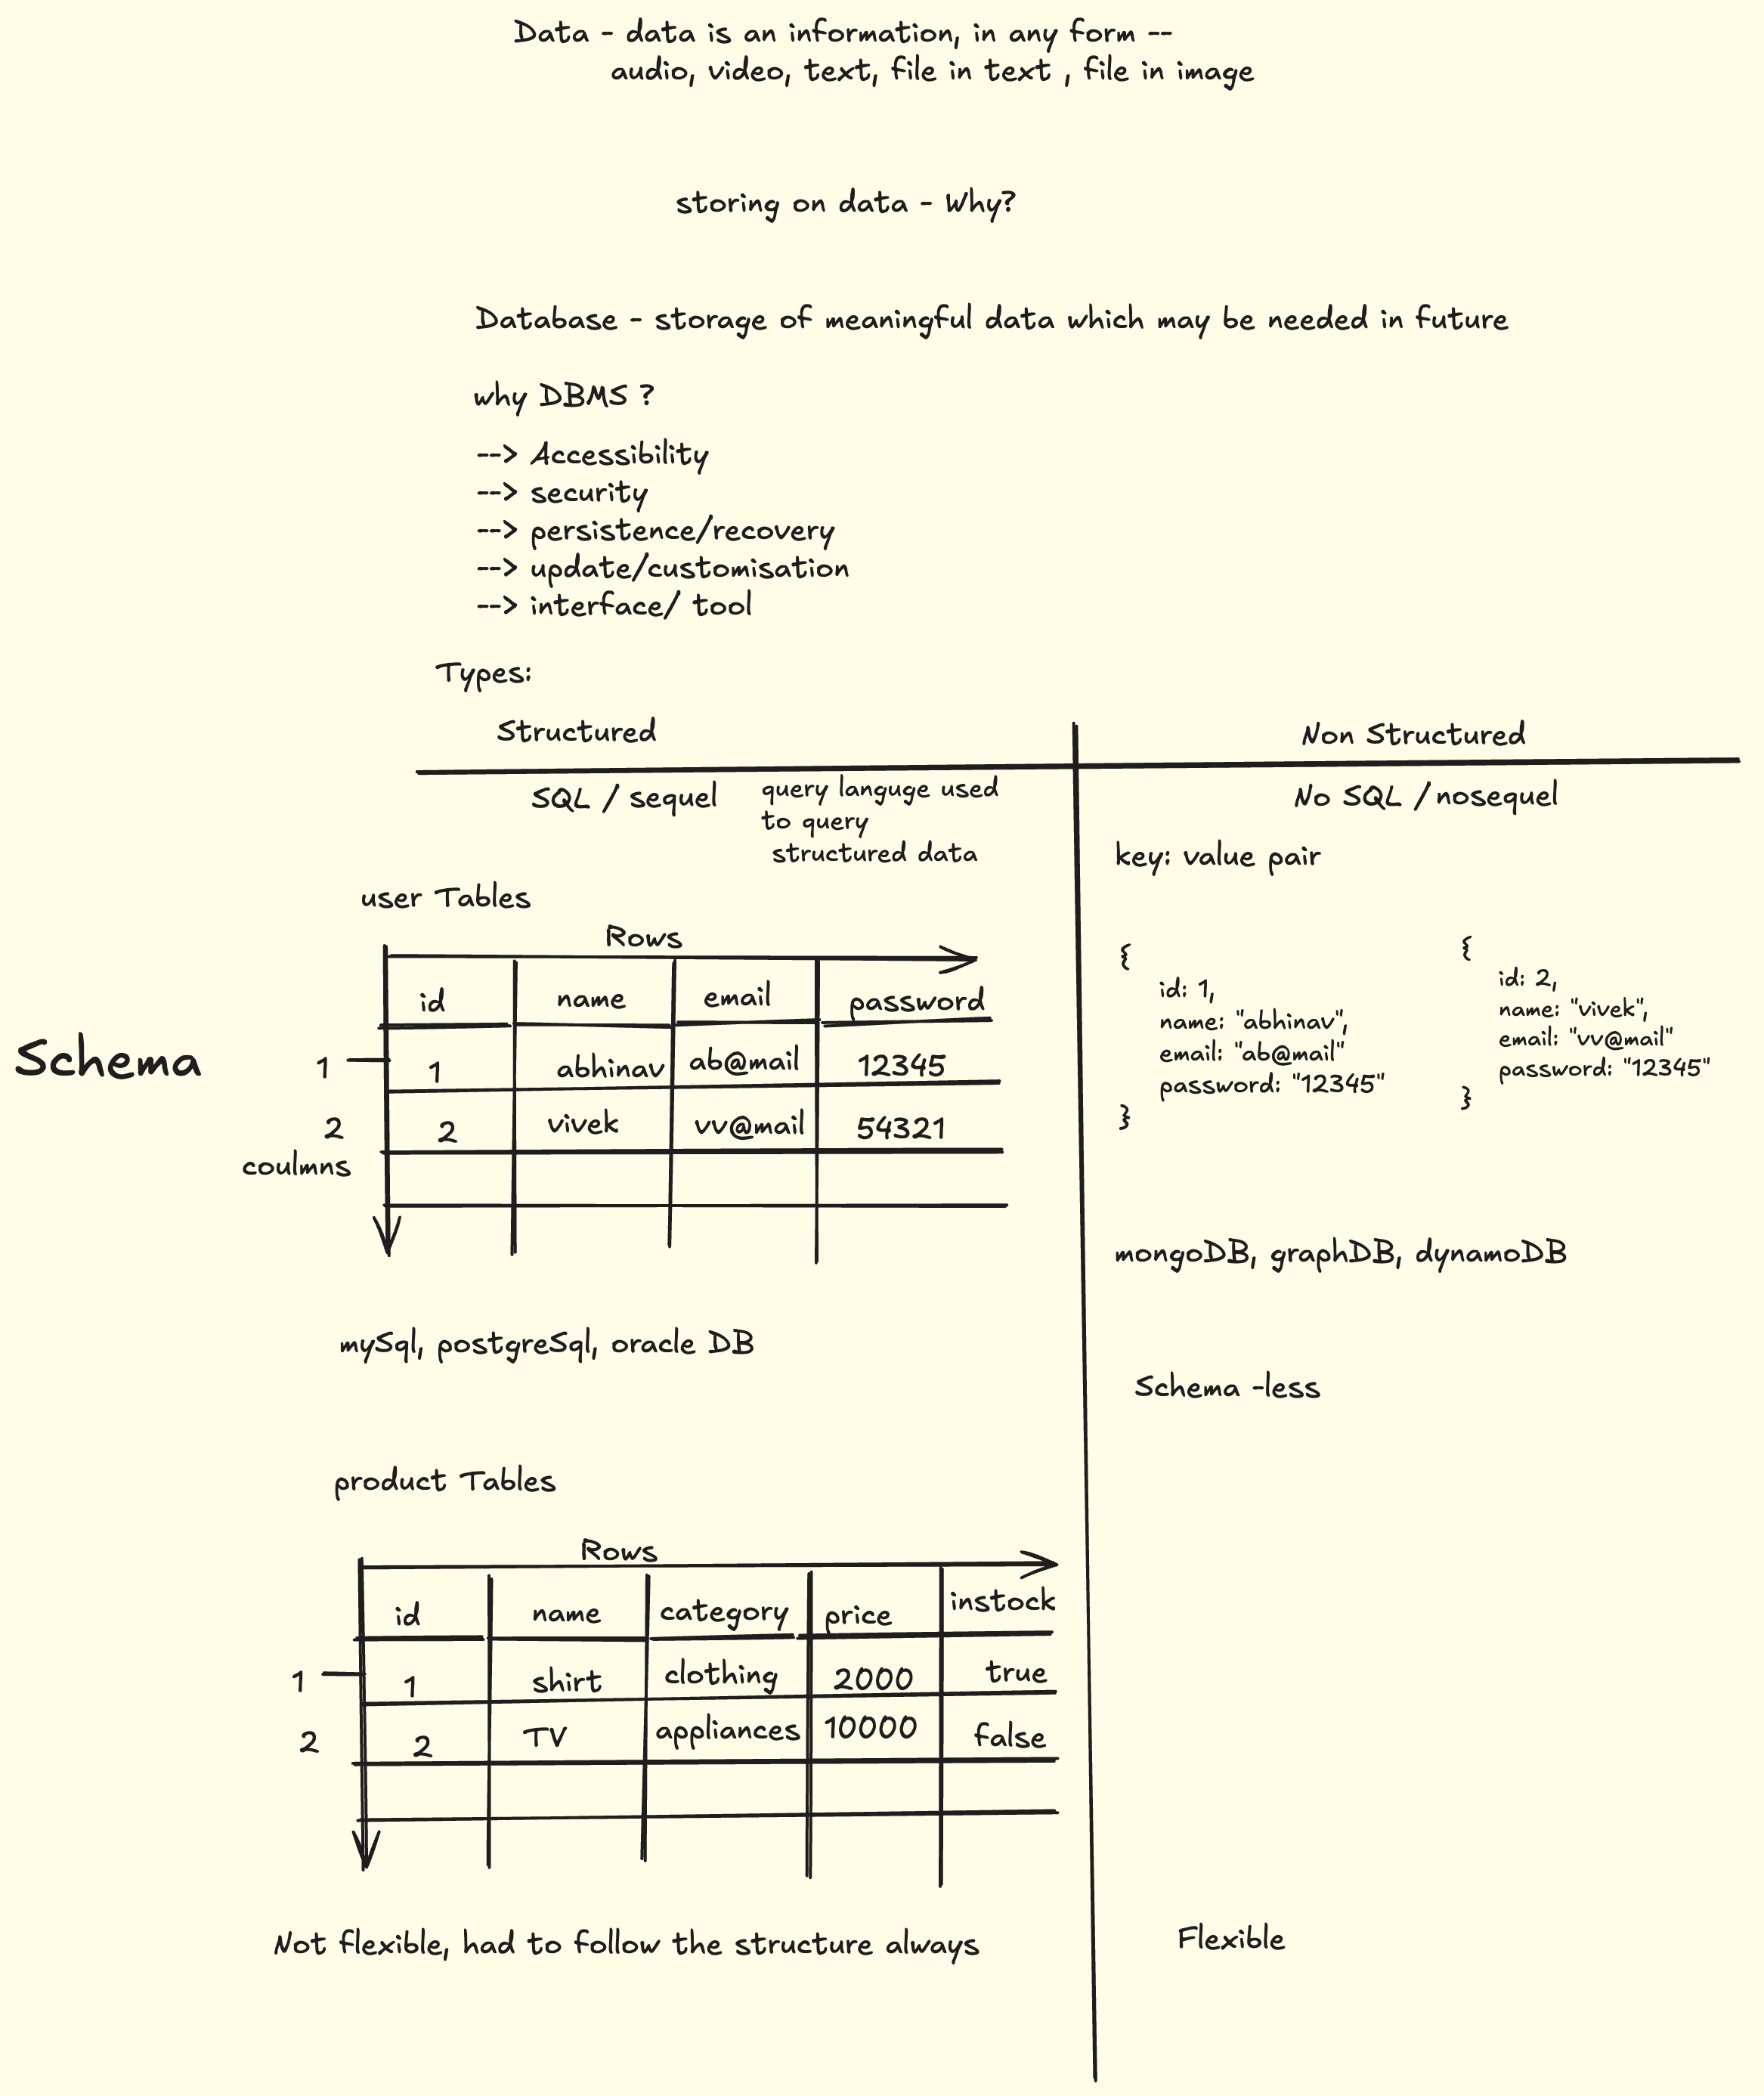 Data - data is an information, in any form --
audio, video, text, file in text , file in image
storing on data - Why?
Database - storage of meaningful data which may be needed in future
why DBMS ?
--> Accessibility
--> security
--> persistence/recovery
--> update/customisation
--> interface/ tool
Types:
Structured
SQL / sequel
query languge used
to query
structured data
user Tables
Rows
id name email password
Schema
1 1 abhinav ab@mail 12345
2 2 vivek vv@mail 54321
coulmns
mySql, postgreSql, oracle DB
product Tables
Rows
id name category price instock
1 1 shirt clothing 2000 true
2 2 TV appliances 10000 false
Not flexible, had to follow the structure always
Non Structured
No SQL / nosequel
key: value pair
{
id: 1,
name: "abhinav",
email: "ab@mail"
password: "12345"
}
{
id: 2,
name: "vivek",
email: "vv@mail"
password: "12345"
}
mongoDB, graphDB, dynamoDB
Schema -less
Flexible